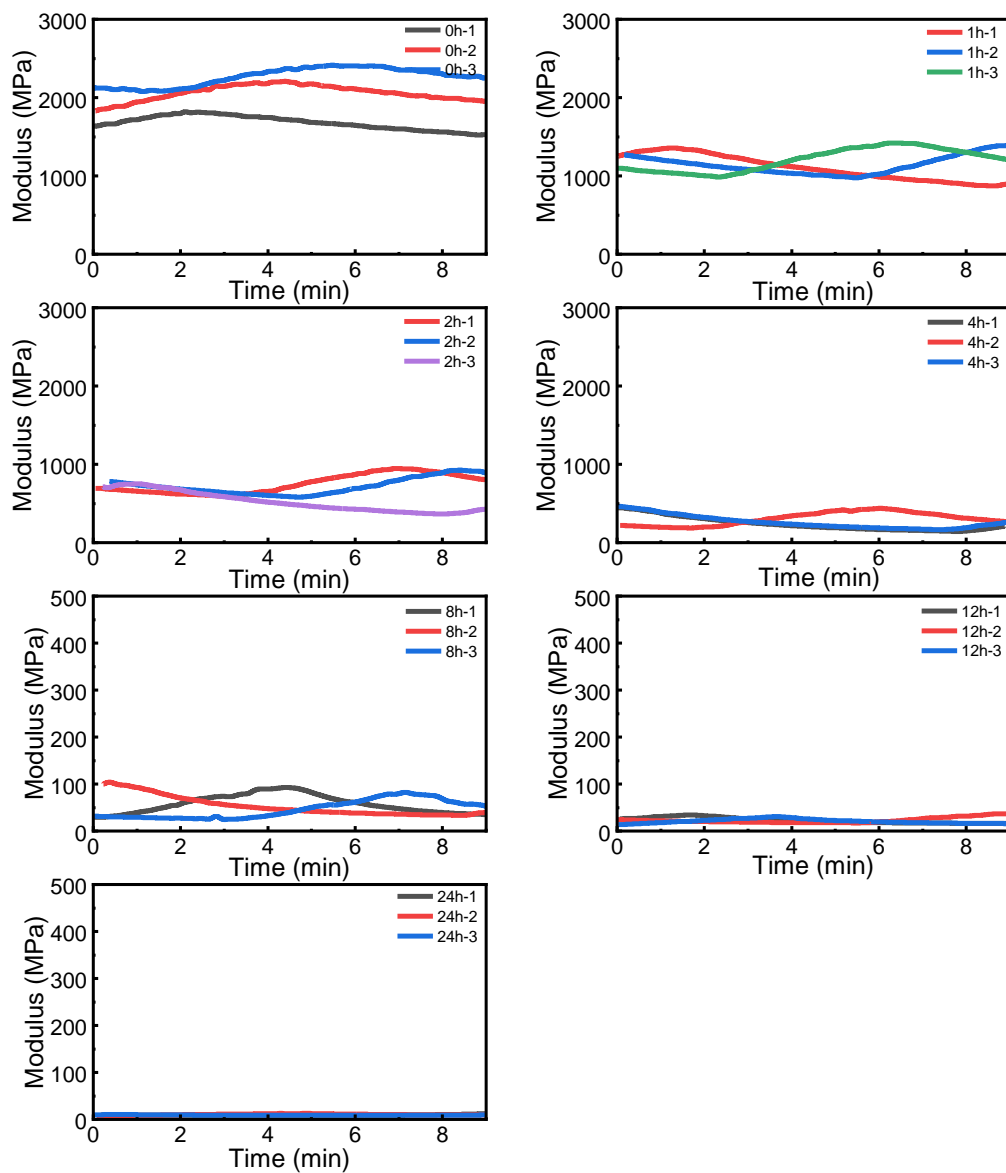 3000
2000
1000
0
Modulus (MPa)
0h-1
0h-2
0h-3
0 2 4 6 8
Time (min)
3000
2000
1000
0
Modulus (MPa)
1h-1
1h-2
1h-3
0 2 4 6 8
Time (min)
3000
2000
1000
0
Modulus (MPa)
2h-1
2h-2
2h-3
0 2 4 6 8
Time (min)
3000
2000
1000
0
Modulus (MPa)
4h-1
4h-2
4h-3
0 2 4 6 8
Time (min)
500
400
300
200
100
0
Modulus (MPa)
8h-1
8h-2
8h-3
0 2 4 6 8
Time (min)
500
400
300
200
100
0
Modulus (MPa)
12h-1
12h-2
12h-3
0 2 4 6 8
Time (min)
500
400
300
200
100
0
Modulus (MPa)
24h-1
24h-2
24h-3
0 2 4 6 8
Time (min)